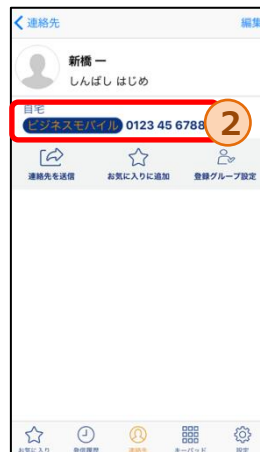 連絡先 編集
新橋 一
しんばし はじめ
自宅
ビジネスモバイル 0123 45 6788
2
連絡先を送信 お気に入りに追加 登録グループ設定
お気に入り 発信履歴 連絡先 キーパッド 設定